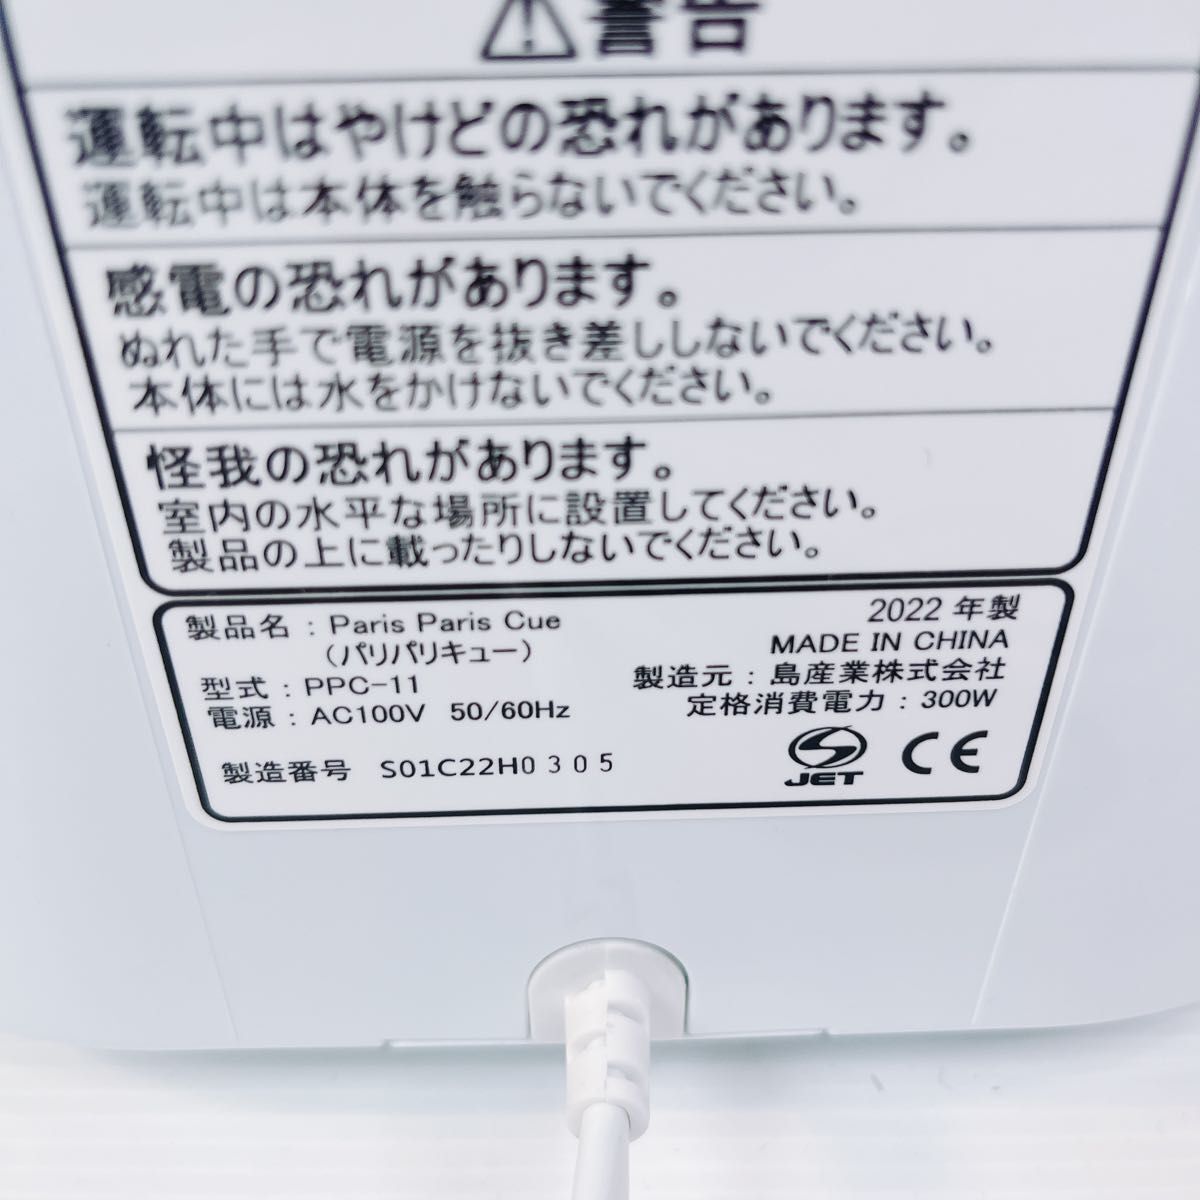 警告
運転中はやけどの恐れがあります。
運転中は本体を触らないでください。
感電の恐れがあります。
ぬれた手で電源を抜き差ししないでください。
本体には水をかけないでください。
怪我の恐れがあります。
室内の水平な場所に設置してください。
製品の上に載ったりしないでください。
製品名：Paris Paris Cue
（パリパリキュー）
型式：PPC-11
電源：AC100V 50/60Hz
製造番号 S01C22H0305
2022年製
MADE IN CHINA
製造元：島産業株式会社
定格消費電力：300W
JET CE